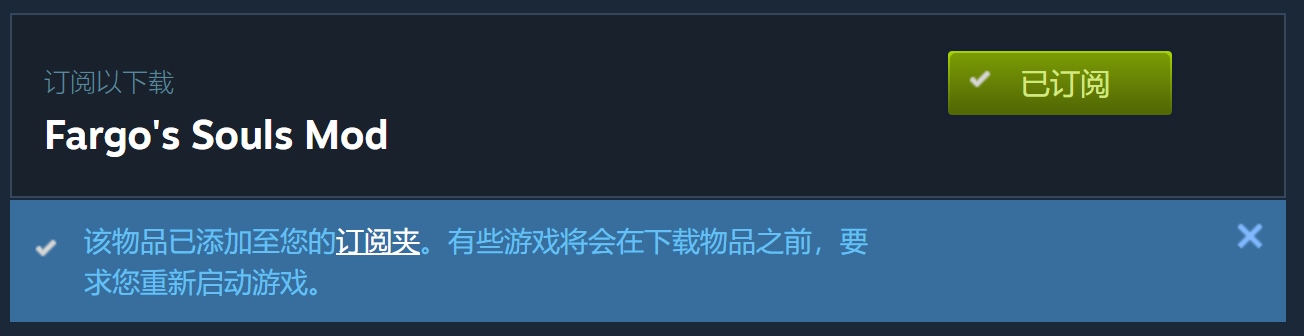 订阅以下载
已订阅
Fargo's Souls Mod
该物品已添加至您的订阅夹。有些游戏将会在下载物品之前，要
求您重新启动游戏。